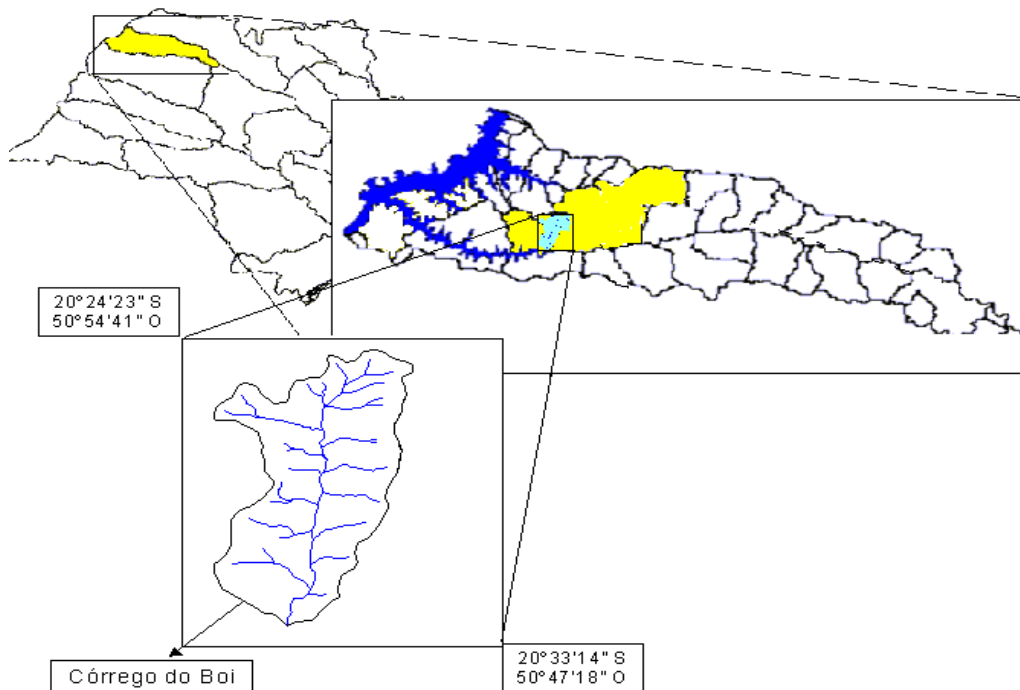 20°24'23" S
50°54'41" O
20°33'14" S
50°47'18" O
Córrego do Boi